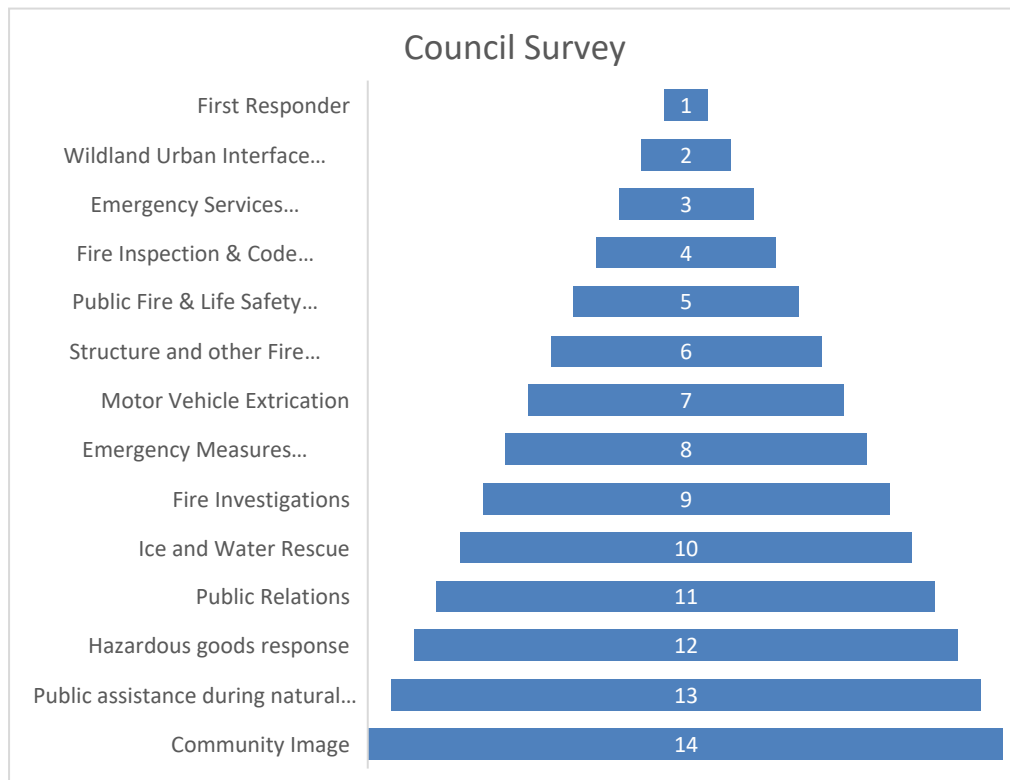 Council Survey
First Responder 1
Wildland Urban Interface… 2
Emergency Services… 3
Fire Inspection & Code… 4
Public Fire & Life Safety… 5
Structure and other Fire… 6
Motor Vehicle Extrication 7
Emergency Measures… 8
Fire Investigations 9
Ice and Water Rescue 10
Public Relations 11
Hazardous goods response 12
Public assistance during natural… 13
Community Image 14